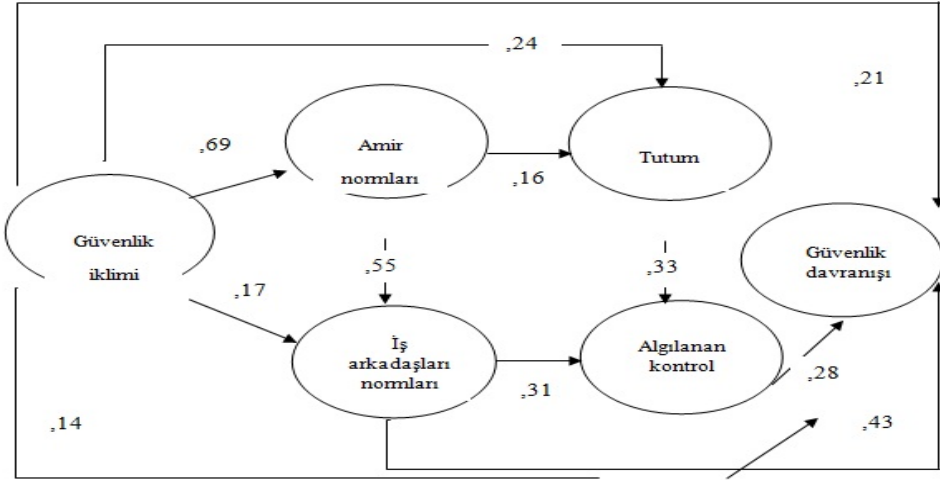 ,24
,21
,69
Amir
normları
Tutum
,16
Güvenlik
iklimi
,55
,33
Güvenlik
davranışı
,17
İş
arkadaşları
normları
Algılanan
kontrol
,31
,28
,14
,43